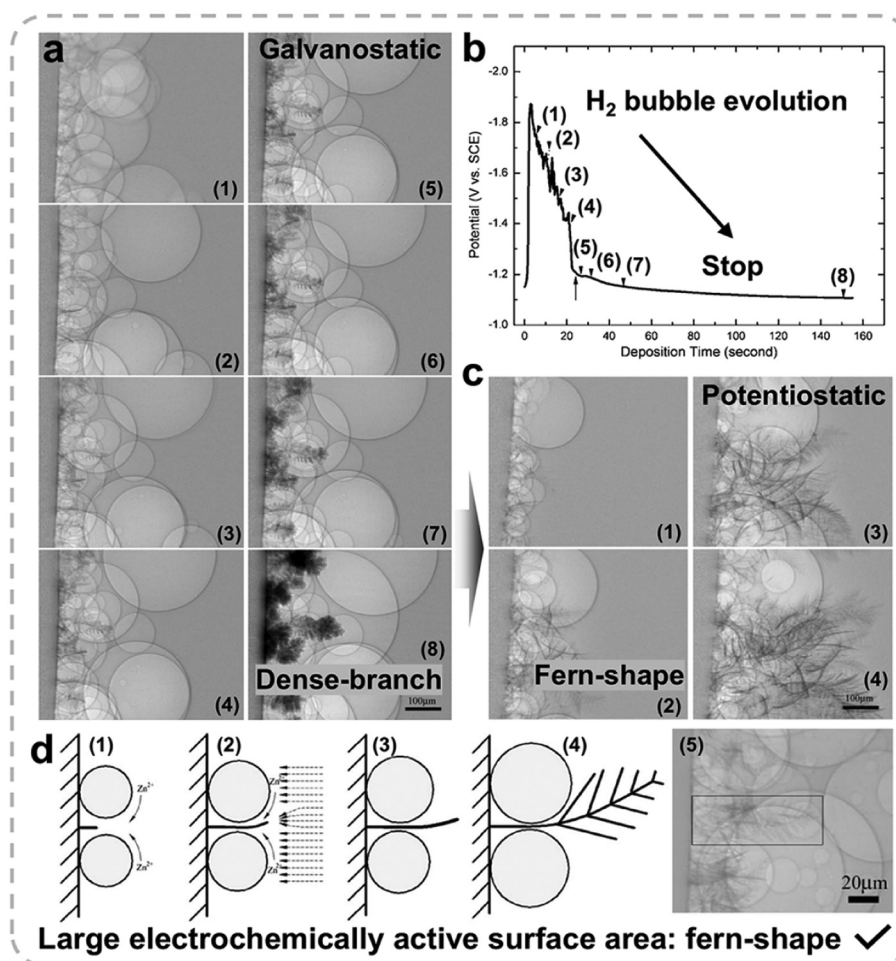 a
Galvanostatic
(1)
(5)
(2)
(6)
(3)
(7)
(4)
(8)
Dense-branch
100μm
b
H2 bubble evolution
Stop
(1)
(2)
(3)
(4)
(5)
(6)
(7)
(8)
Potential (V vs. SCE)
-2.0
-1.8
-1.6
-1.4
-1.2
-1.0
0 20 40 60 80 100 120 140 160
Deposition Time (second)
c
Potentiostatic
(1)
(3)
Fern-shape
(2)
(4)
100μm
d
(1)
Zn2+
Zn2+
(2)
Zn2+
Zn2+
(3)
(4)
(5)
20μm
Large electrochemically active surface area: fern-shape ✓